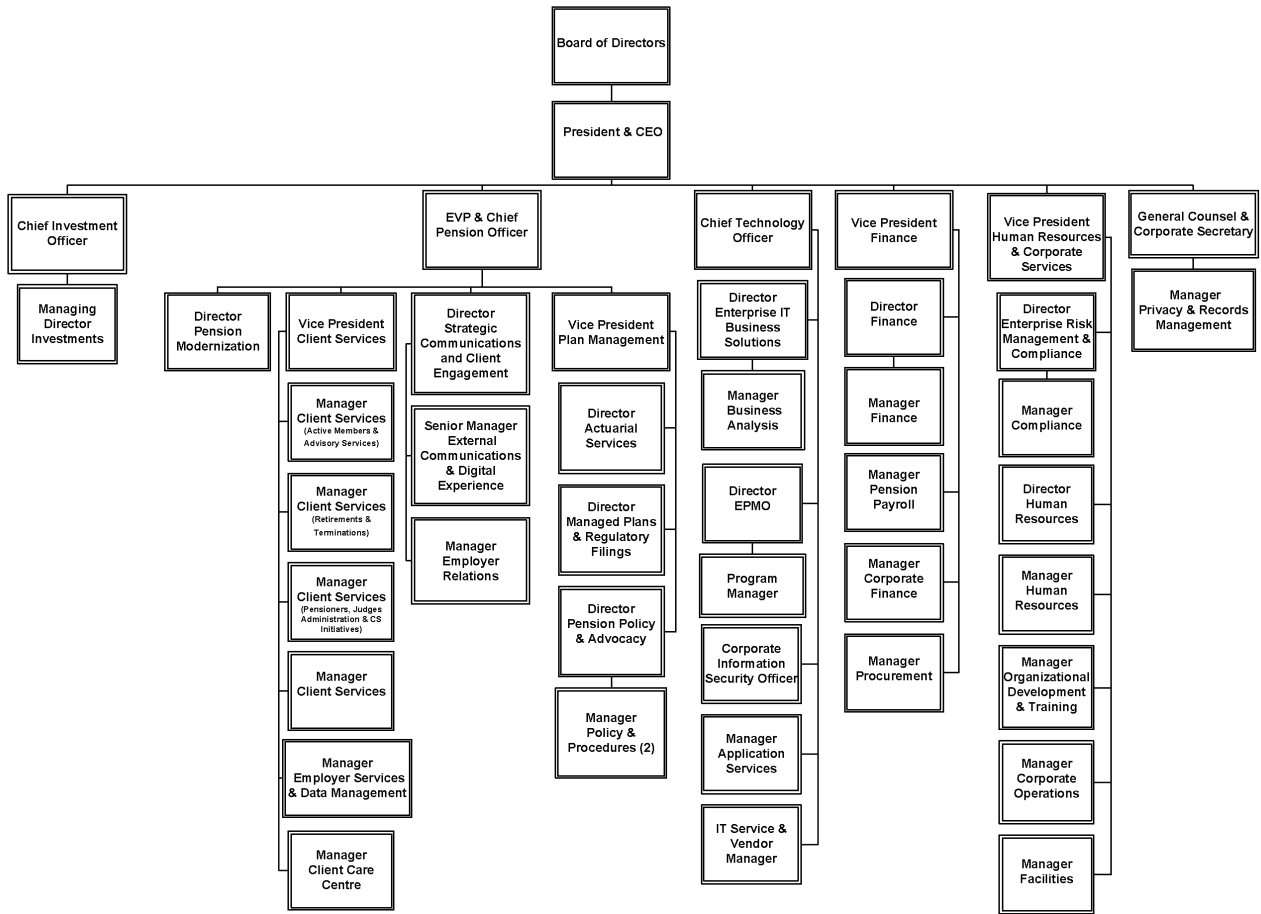 Board of Directors
President & CEO
Chief Investment
Officer
Managing
Director
Investments
EVP & Chief
Pension Officer
Director
Pension
Modernization
Vice President
Client Services
Manager
Client Services
(Active Members &
Advisory Services)
Manager
Client Services
(Retirements &
Terminations)
Manager
Client Services
(Pensioners, Judges
Administration & CS
Initiatives)
Manager
Client Services
Manager
Employer Services
& Data Management
Manager
Client Care
Centre
Director
Strategic
Communications
and Client
Engagement
Senior Manager
External
Communications
& Digital
Experience
Manager
Employer
Relations
Vice President
Plan Management
Director
Actuarial
Services
Director
Managed Plans
& Regulatory
Filings
Director
Pension Policy
& Advocacy
Manager
Policy &
Procedures (2)
Chief Technology
Officer
Director
Enterprise IT
Business
Solutions
Manager
Business
Analysis
Director
EPMO
Program
Manager
Corporate
Information
Security Officer
Manager
Application
Services
IT Service &
Vendor
Manager
Vice President
Finance
Director
Finance
Manager
Finance
Manager
Pension
Payroll
Manager
Corporate
Finance
Manager
Procurement
Vice President
Human Resources
& Corporate
Services
Director
Enterprise Risk
Management &
Compliance
Manager
Compliance
Director
Human
Resources
Manager
Human
Resources
Manager
Organizational
Development
& Training
Manager
Corporate
Operations
Manager
Facilities
General Counsel &
Corporate Secretary
Manager
Privacy & Records
Management